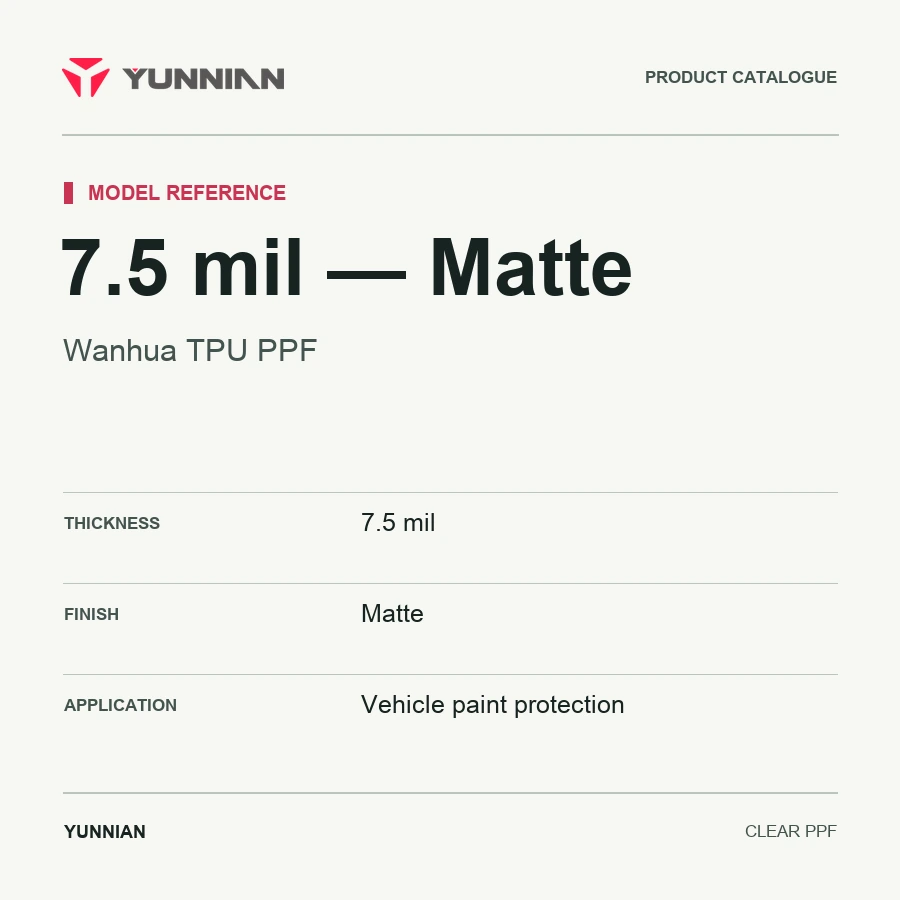 YUNNIAN
PRODUCT CATALOGUE
MODEL REFERENCE
7.5 mil — Matte
Wanhua TPU PPF
THICKNESS 7.5 mil
FINISH Matte
APPLICATION Vehicle paint protection
YUNNIAN
CLEAR PPF